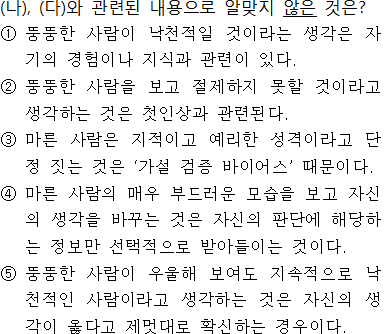 (나), (다)와 관련된 내용으로 알맞지 않은 것은?
① 뚱뚱한 사람이 낙천적일 것이라는 생각은 자
기의 경험이나 지식과 관련이 있다.
② 뚱뚱한 사람을 보고 절제하지 못할 것이라고
생각하는 것은 첫인상과 관련된다.
③ 마른 사람은 지적이고 예리한 성격이라고 단
정 짓는 것은 ‘가설 검증 바이어스’ 때문이다.
④ 마른 사람의 매우 부드러운 모습을 보고 자신
의 생각을 바꾸는 것은 자신의 판단에 해당하
는 정보만 선택적으로 받아들이는 것이다.
⑤ 뚱뚱한 사람이 우울해 보여도 지속적으로 낙
천적인 사람이라고 생각하는 것은 자신의 생
각이 옳다고 제멋대로 확신하는 경우이다.